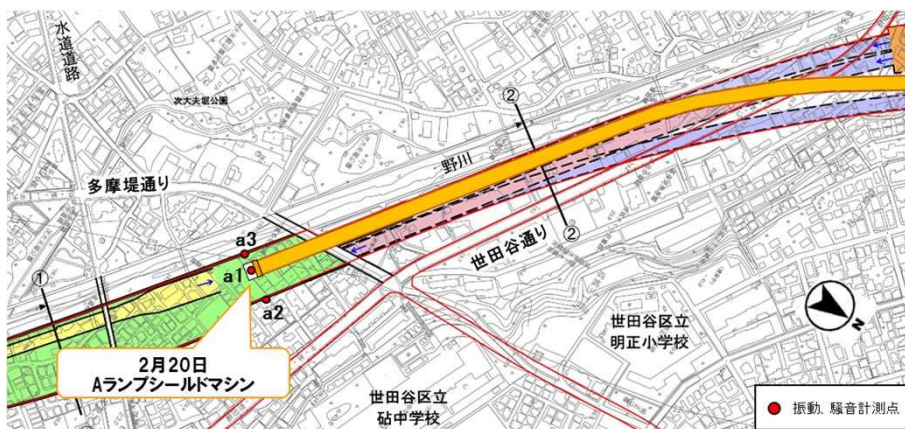 水道道路
次大夫堀公園
②
野川
多摩堤通り
世田谷通り
a3
a1
①
②
a2
2月20日
Aランプシールドマシン
世田谷区立
明正小学校
世田谷区立
砧中学校
N
振動、騒音計測点